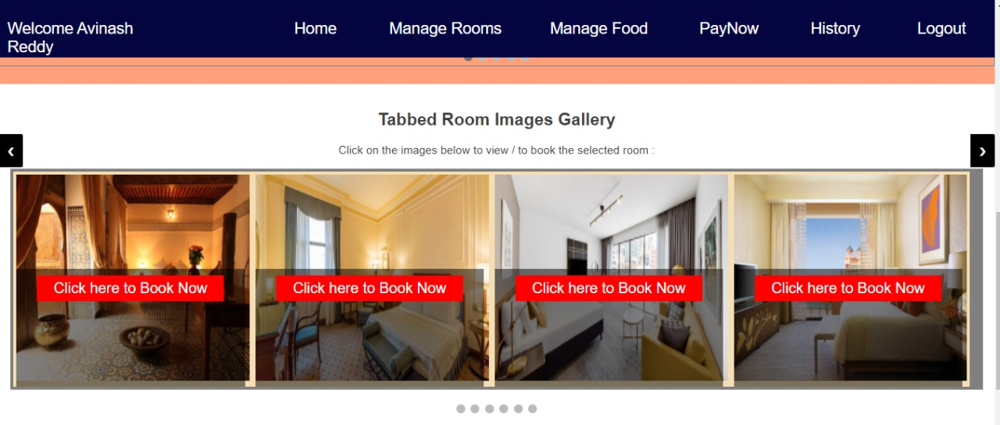 Welcome Avinash
Reddy
Home
Manage Rooms
Manage Food
PayNow
History
Logout
Tabbed Room Images Gallery
Click on the images below to view / to book the selected room :
❮
❯
Click here to Book Now
Click here to Book Now
Click here to Book Now
Click here to Book Now